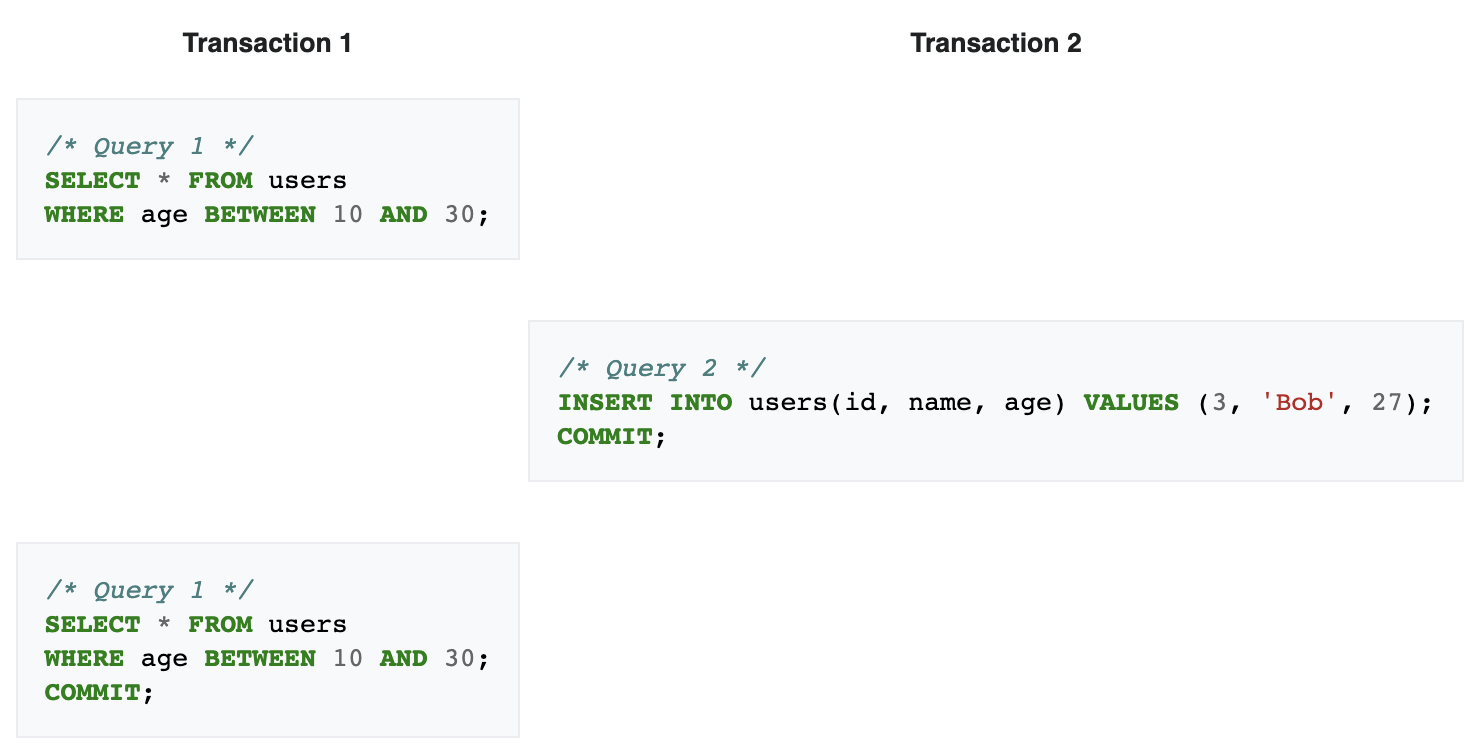 Transaction 1
Transaction 2
/* Query 1 */
SELECT * FROM users
WHERE age BETWEEN 10 AND 30;
/* Query 2 */
INSERT INTO users(id, name, age) VALUES (3, 'Bob', 27);
COMMIT;
/* Query 1 */
SELECT * FROM users
WHERE age BETWEEN 10 AND 30;
COMMIT;